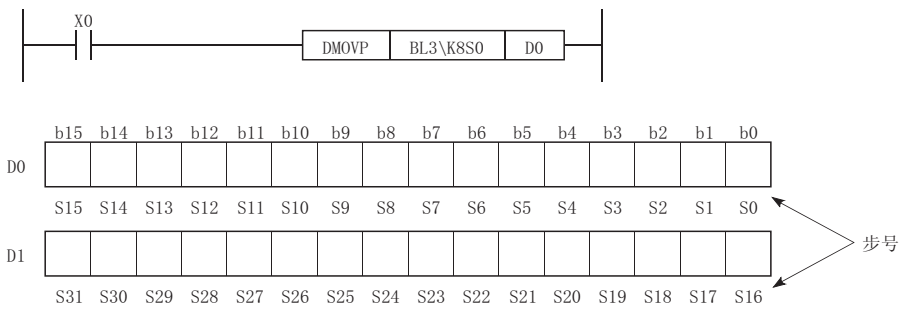 X0
DMOVP BL3\K8S0 D0
b15 b14 b13 b12 b11 b10 b9 b8 b7 b6 b5 b4 b3 b2 b1 b0
D0
S15 S14 S13 S12 S11 S10 S9 S8 S7 S6 S5 S4 S3 S2 S1 S0
步号
D1
S31 S30 S29 S28 S27 S26 S25 S24 S23 S22 S21 S20 S19 S18 S17 S16